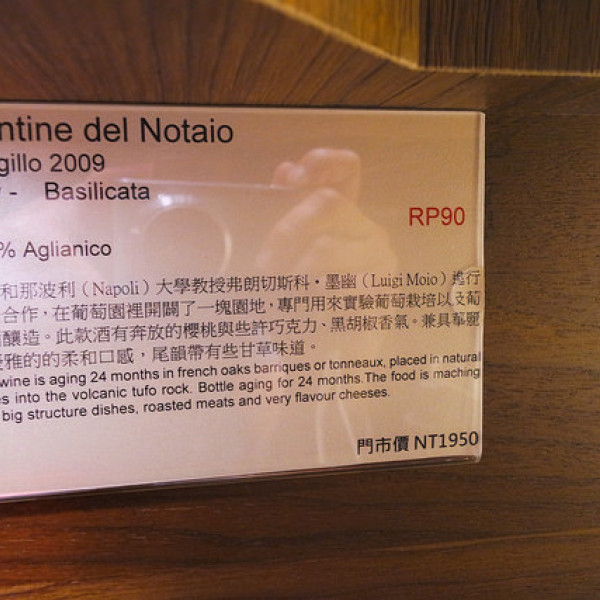 ntine del Notaio
gillo 2009
- Basilicata
RP90
% Aglianico
和那波利（Napoli）大學教授弗朗切斯科・墨幽（Luigi Moio）進行
合作，在葡萄園裡開闢了一塊園地，專門用來實驗葡萄栽培以及葡
釀造。此款酒有奔放的櫻桃與些許巧克力、黑胡椒香氣。兼具華麗
優雅的的柔和口感，尾韻帶有些甘草味道。
wine is aging 24 months in french oaks barriques or tonneaux, placed in natural
es into the volcanic tufo rock. Bottle aging for 24 months.The food is maching
big structure dishes, roasted meats and very flavour cheeses.
門市價 NT1950